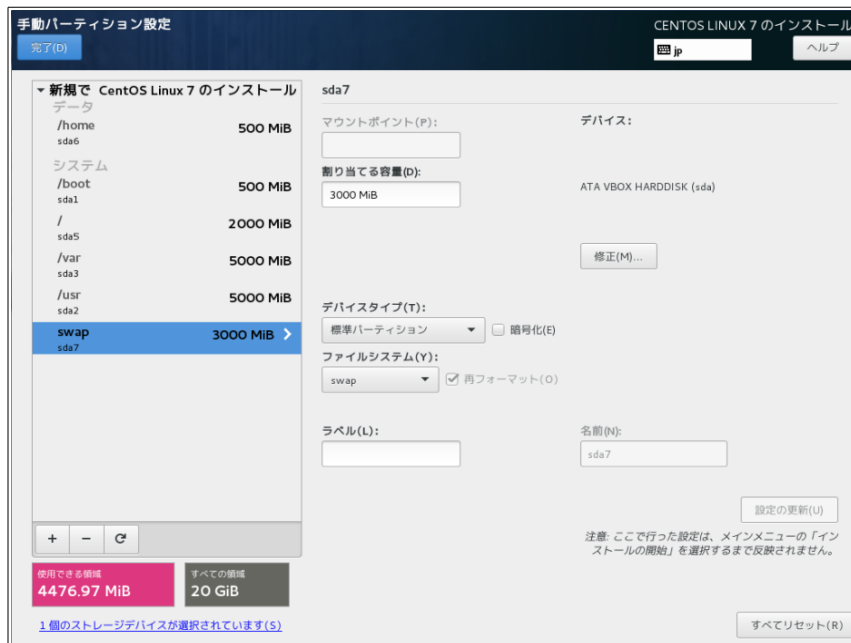 手動パーティション設定
CENTOS LINUX 7 のインストール
完了(D)
jp
ヘルプ
新規で CentOS Linux 7 のインストール
データ
/home
500 MiB
sda6
システム
/boot
500 MiB
sda1
/
2000 MiB
sda5
/var
5000 MiB
sda3
/usr
5000 MiB
sda2
swap
3000 MiB
sda7
+ −
使用できる領域
4476.97 MiB
すべての領域
20 GiB
1 個のストレージデバイスが選択されています(S)
sda7
マウントポイント(P):
割り当てる容量(D):
3000 MiB
デバイス:
ATA VBOX HARDDISK (sda)
修正(M)...
デバイスタイプ(T):
標準パーティション
暗号化(E)
ファイルシステム(Y):
swap
再フォーマット(O)
ラベル(L):
名前(N):
sda7
設定の更新(U)
注意: ここで行った設定は、メインメニューの「イン
ストールの開始」を選択するまで反映されません。
すべてリセット(R)